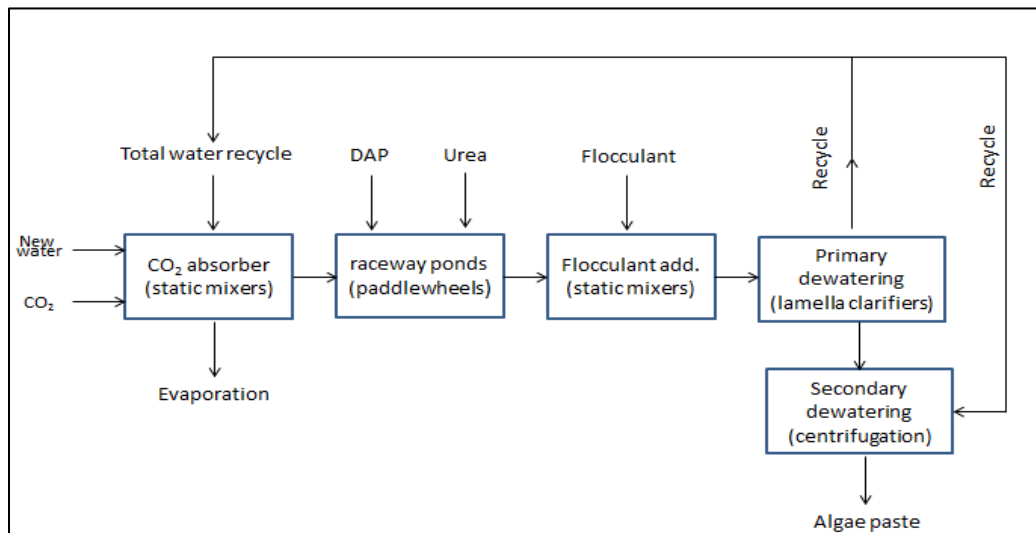 Total water recycle
DAP
Urea
Flocculant
Recycle
Recycle
New
water
CO₂
CO₂ absorber
(static mixers)
raceway ponds
(paddlewheels)
Flocculant add.
(static mixers)
Primary
dewatering
(lamella clarifiers)
Evaporation
Secondary
dewatering
(centrifugation)
Algae paste